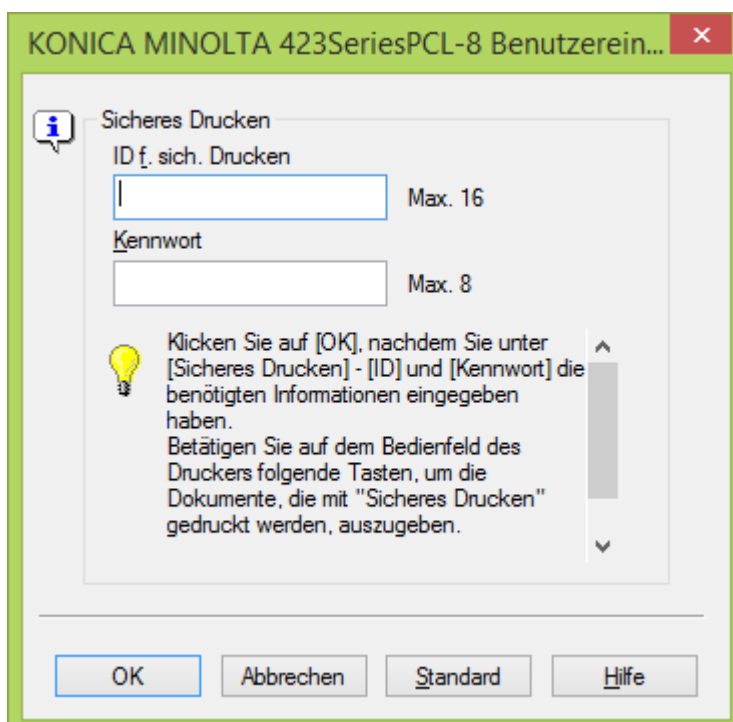 KONICA MINOLTA 423SeriesPCL-8 Benutzerein...
Sicheres Drucken
ID f. sich. Drucken
Max. 16
Kennwort
Max. 8
Klicken Sie auf [OK], nachdem Sie unter
[Sicheres Drucken] - [ID] und [Kennwort] die
benötigten Informationen eingegeben
haben.
Betätigen Sie auf dem Bedienfeld des
Druckers folgende Tasten, um die
Dokumente, die mit "Sicheres Drucken"
gedruckt werden, auszugeben.
OK Abbrechen Standard Hilfe